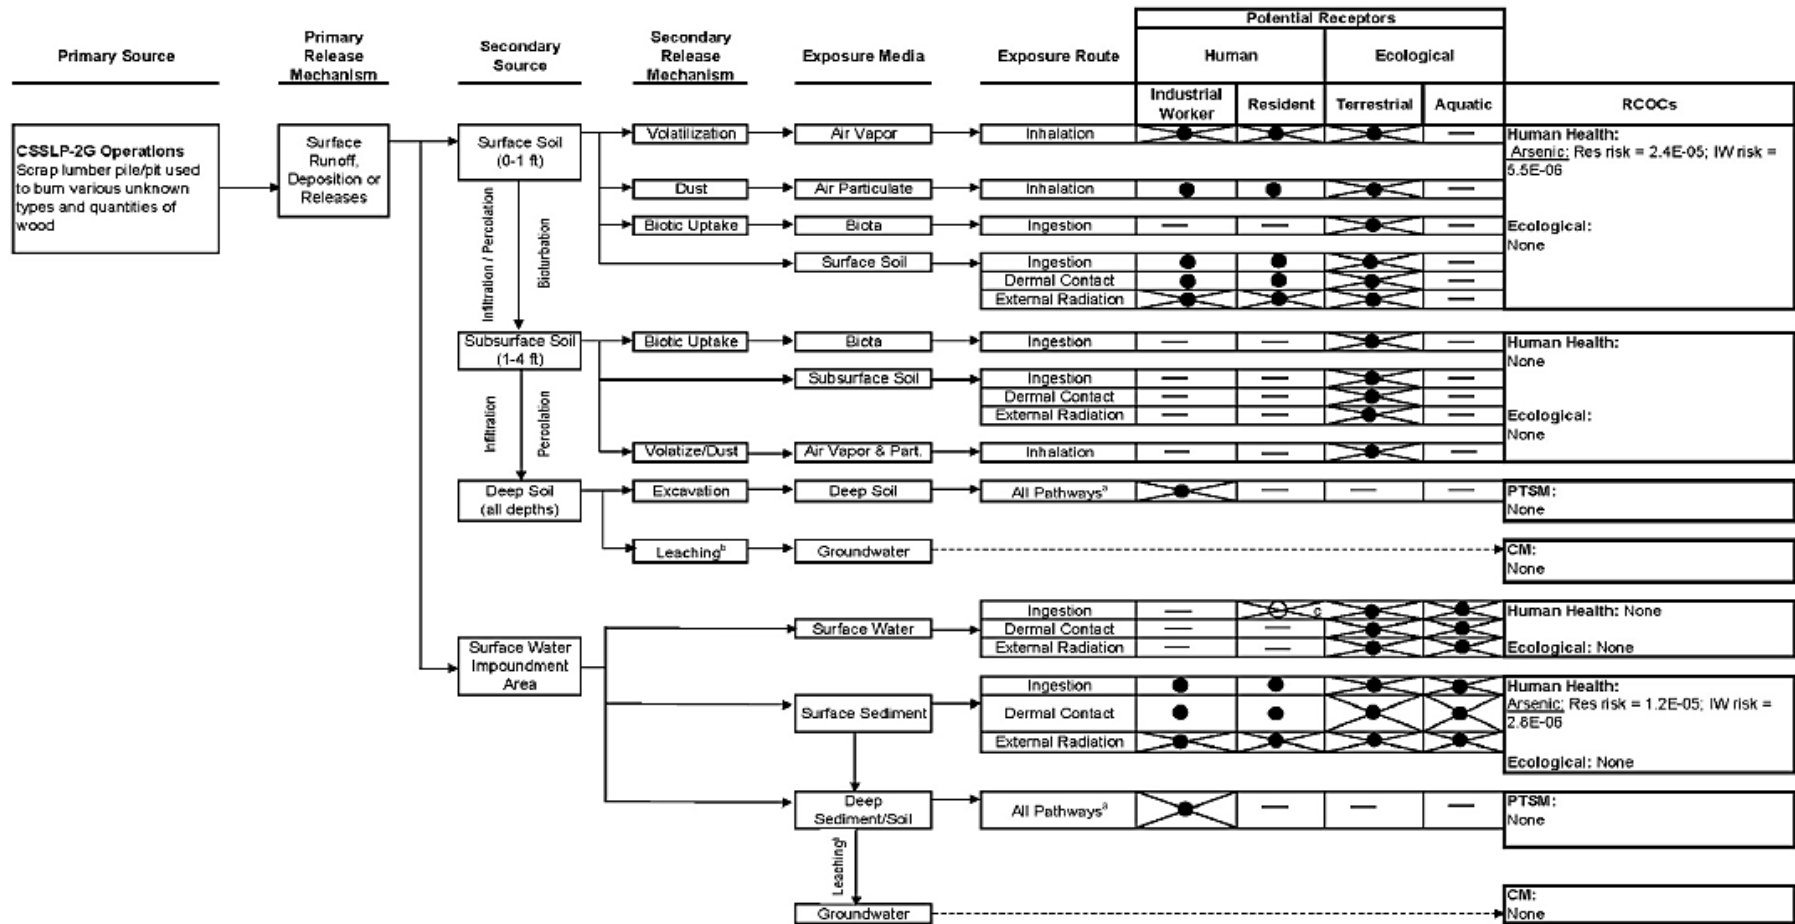 Potential Receptors
Primary Source
Primary
Release
Mechanism
Secondary
Source
Secondary
Release
Mechanism
Exposure Media
Exposure Route
Human
Ecological
Industrial
Worker
Resident
Terrestrial
Aquatic
RCOCs
CSSLP-2G Operations
Scrap lumber pile/pit used
to burn various unknown
types and quantities of
wood
Surface
Runoff,
Deposition or
Releases
Surface Soil
(0-1 ft)
Volatilization
Air Vapor
Inhalation
—
Human Health:
Arsenic: Res risk = 2.4E-05; IW risk =
5.5E-06
Dust
Air Particulate
Inhalation
—
Biotic Uptake
Biota
Ingestion
— — —
Ecological:
None
Surface Soil
Ingestion
—
Dermal Contact
—
External Radiation
—
Infiltration / Percolation
Bioturbation
Subsurface Soil
(1-4 ft)
Biotic Uptake
Biota
Ingestion
— — —
Human Health:
None
Subsurface Soil
Ingestion
— — —
Dermal Contact
— — —
External Radiation
— — —
Ecological:
None
Infiltration
Percolation
Volatize/Dust
Air Vapor & Part.
Inhalation
— — —
Deep Soil
(all depths)
Excavation
Deep Soil
All Pathwaysᵃ
— — —
PTSM:
None
Leachingᵇ
Groundwater
CM:
None
Surface Water
Impoundment
Area
Surface Water
Ingestion
— c
Dermal Contact
— —
External Radiation
— —
Human Health: None
Ecological: None
Surface Sediment
Ingestion
Dermal Contact
External Radiation
Human Health:
Arsenic: Res risk = 1.2E-05; IW risk =
2.8E-06
Ecological: None
Deep
Sediment/Soil
All Pathwaysᵃ
— — —
PTSM:
None
Leachingᵇ
Groundwater
CM:
None